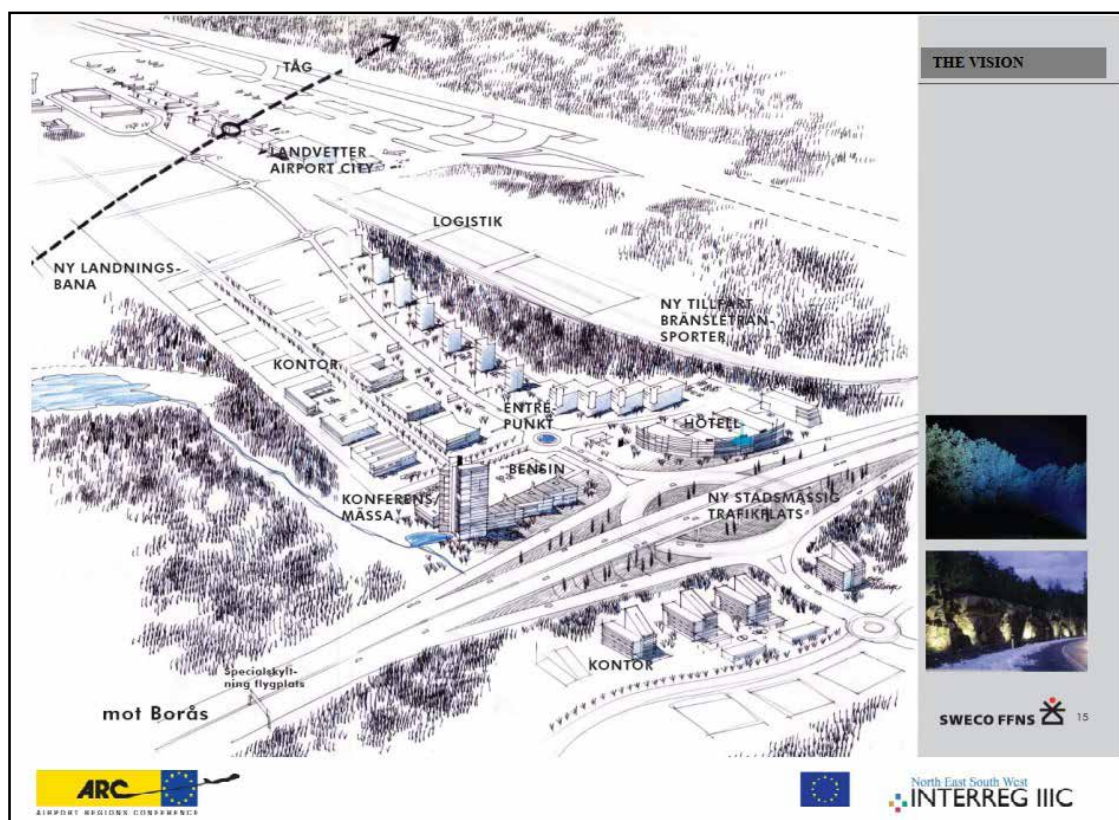 THE VISION
TÅG
LANDVETTER
AIRPORT CITY
LOGISTIK
NY LANDNINGS-
BANA
NY TILLFART
BRÄNSLETRAN-
SPORTER
KONTOR
ENTRÉ-
PUNKT
HOTELL
BENSIN
KONFERENS/
MÄSSA
NY STADSMÄSSIG
TRAFIKPLATS
KONTOR
Specialskylt-
ning flygplats
mot Borås
SWECO FFNS
15
ARC
AIRPORT REGIONS CONFERENCE
North East South West
INTERREG IIIC